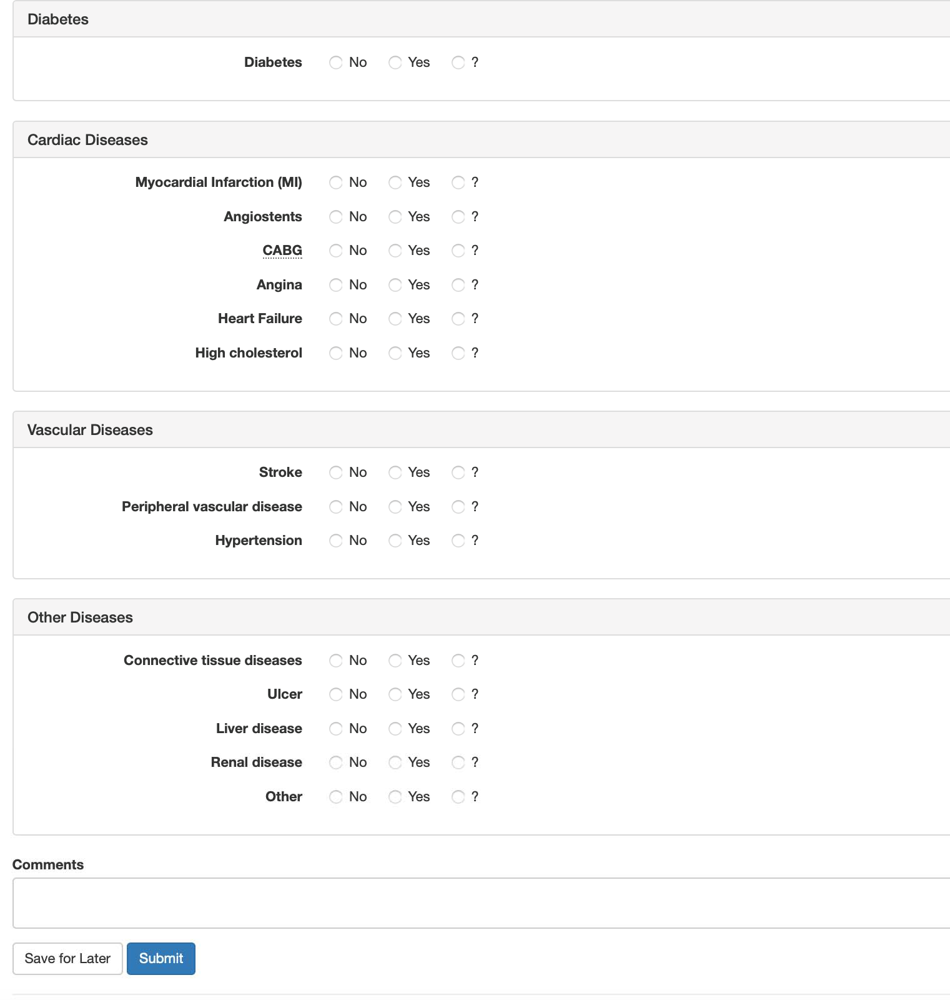 Diabetes
Diabetes No Yes ?
Cardiac Diseases
Myocardial Infarction (MI) No Yes ?
Angiostents No Yes ?
CABG No Yes ?
Angina No Yes ?
Heart Failure No Yes ?
High cholesterol No Yes ?
Vascular Diseases
Stroke No Yes ?
Peripheral vascular disease No Yes ?
Hypertension No Yes ?
Other Diseases
Connective tissue diseases No Yes ?
Ulcer No Yes ?
Liver disease No Yes ?
Renal disease No Yes ?
Other No Yes ?
Comments
Save for Later Submit